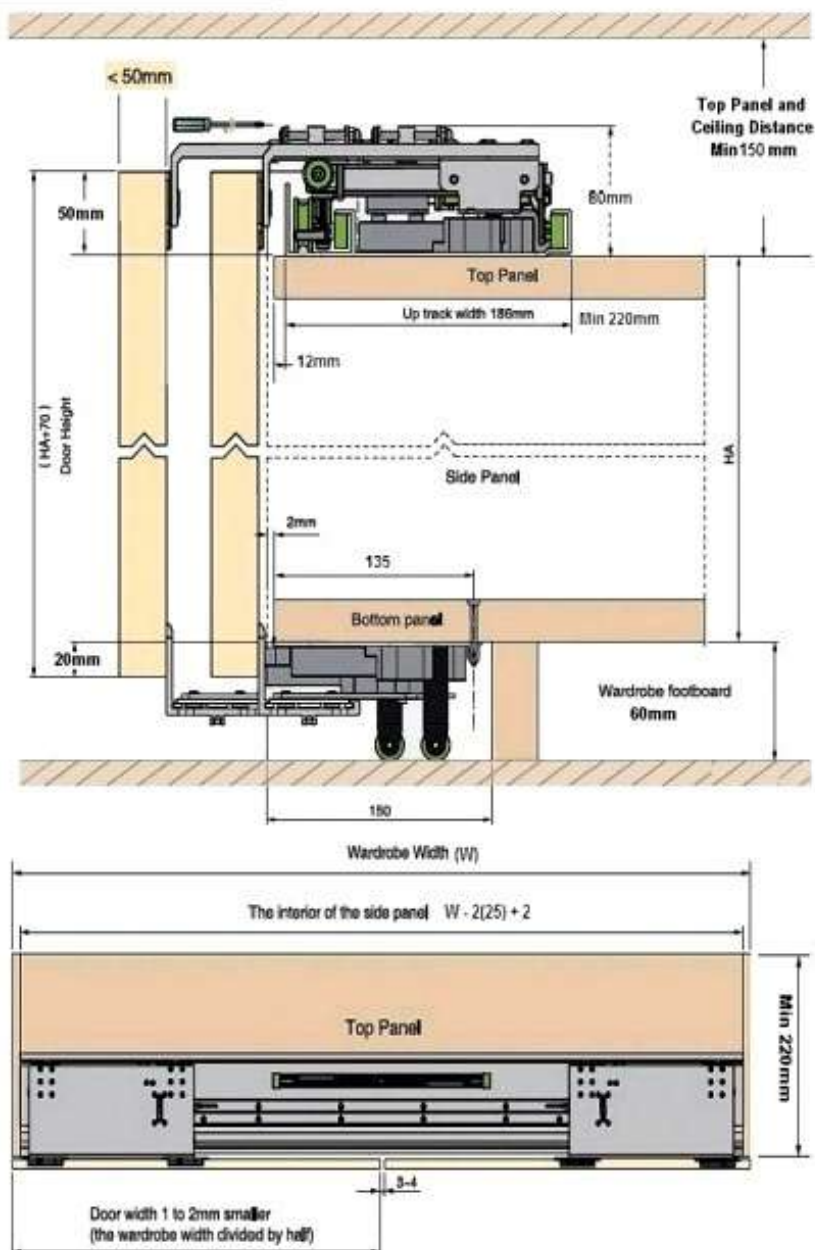 < 50mm
Top Panel and
Ceiling Distance
Min150 mm
50mm
80mm
Top Panel
Up track width 186mm
Min 220mm
12mm
(HA+70)
Door Height
HA
Side Panel
2mm
135
Bottom panel
20mm
Wardrobe footboard
60mm
150
Wardrobe Width (W)
The interior of the side panel W - 2(25) + 2
Top Panel
Min 220mm
3-4
Door width 1 to 2mm smaller
(the wardrobe width divided by half)